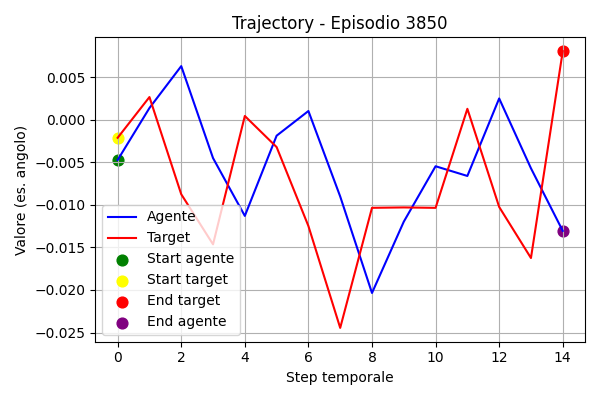 Trajectory - Episodio 3850
Valore (es. angolo)
0.005
0.000
−0.005
−0.010
−0.015
−0.020
−0.025
Agente
Target
Start agente
Start target
End target
End agente
0 2 4 6 8 10 12 14
Step temporale